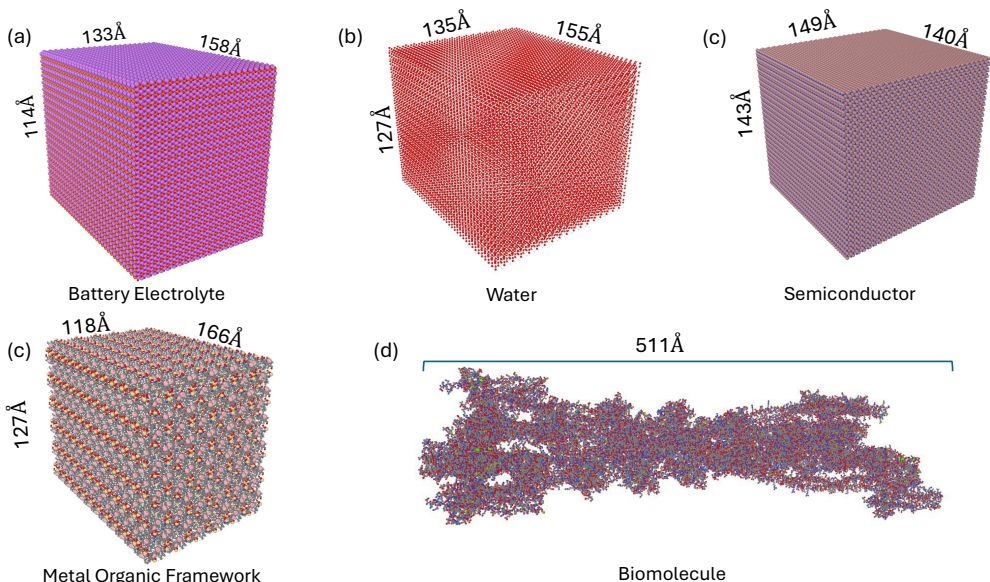 (a)
133Å
158Å
114Å
Battery Electrolyte
(b)
135Å
155Å
127Å
Water
(c)
149Å
140Å
143Å
Semiconductor
(c)
118Å
166Å
127Å
Metal Organic Framework
(d)
511Å
Biomolecule